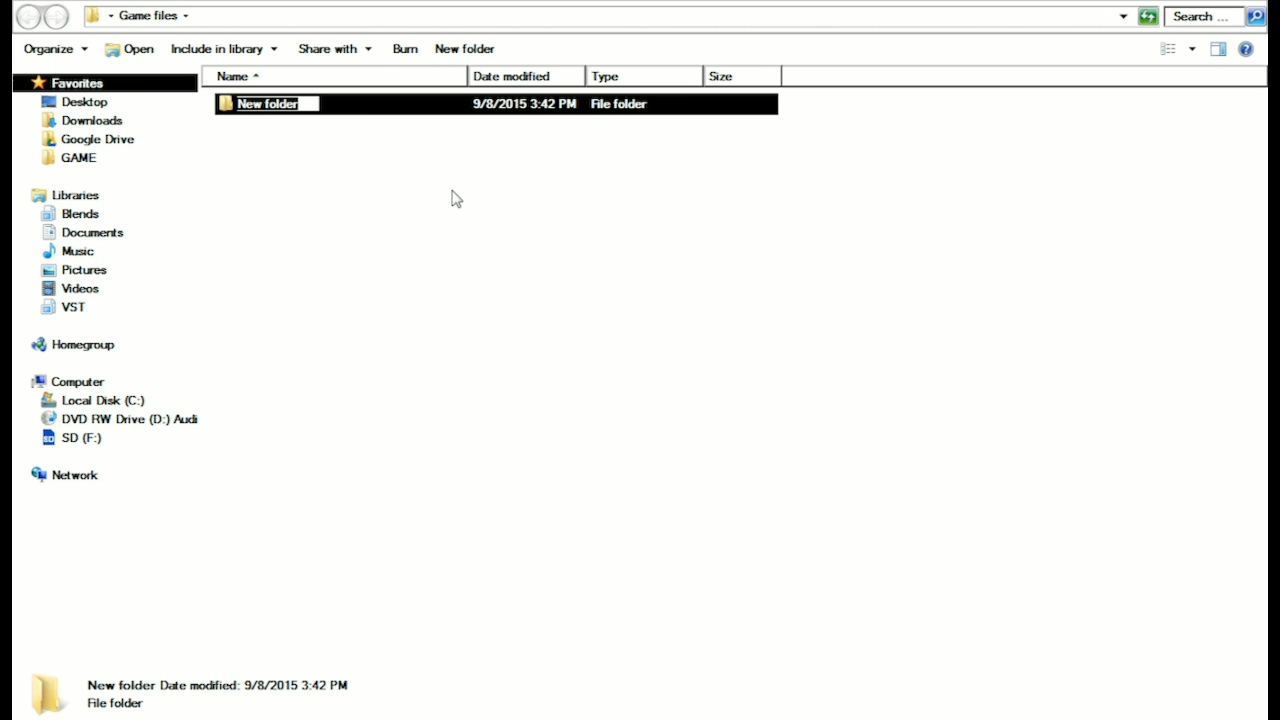 Game files
Search ...
Organize Open Include in library Share with Burn New folder
Name Date modified Type Size
New folder 9/8/2015 3:42 PM File folder
Favorites
Desktop
Downloads
Google Drive
GAME
Libraries
Blends
Documents
Music
Pictures
Videos
VST
Homegroup
Computer
Local Disk (C:)
DVD RW Drive (D:) Audi
SD (F:)
Network
New folder Date modified: 9/8/2015 3:42 PM
File folder